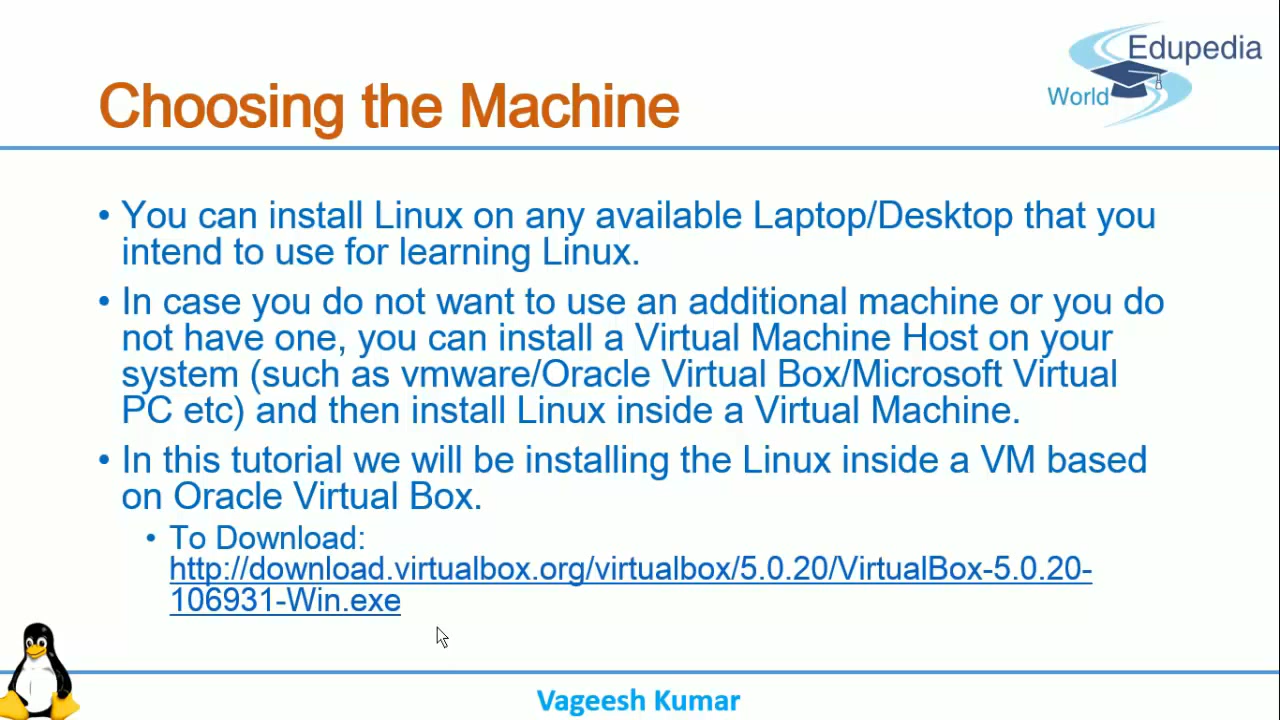 Edupedia
World
Choosing the Machine
• You can install Linux on any available Laptop/Desktop that you
intend to use for learning Linux.
• In case you do not want to use an additional machine or you do
not have one, you can install a Virtual Machine Host on your
system (such as vmware/Oracle Virtual Box/Microsoft Virtual
PC etc) and then install Linux inside a Virtual Machine.
• In this tutorial we will be installing the Linux inside a VM based
on Oracle Virtual Box.
• To Download:
http://download.virtualbox.org/virtualbox/5.0.20/VirtualBox-5.0.20-
106931-Win.exe
Vageesh Kumar